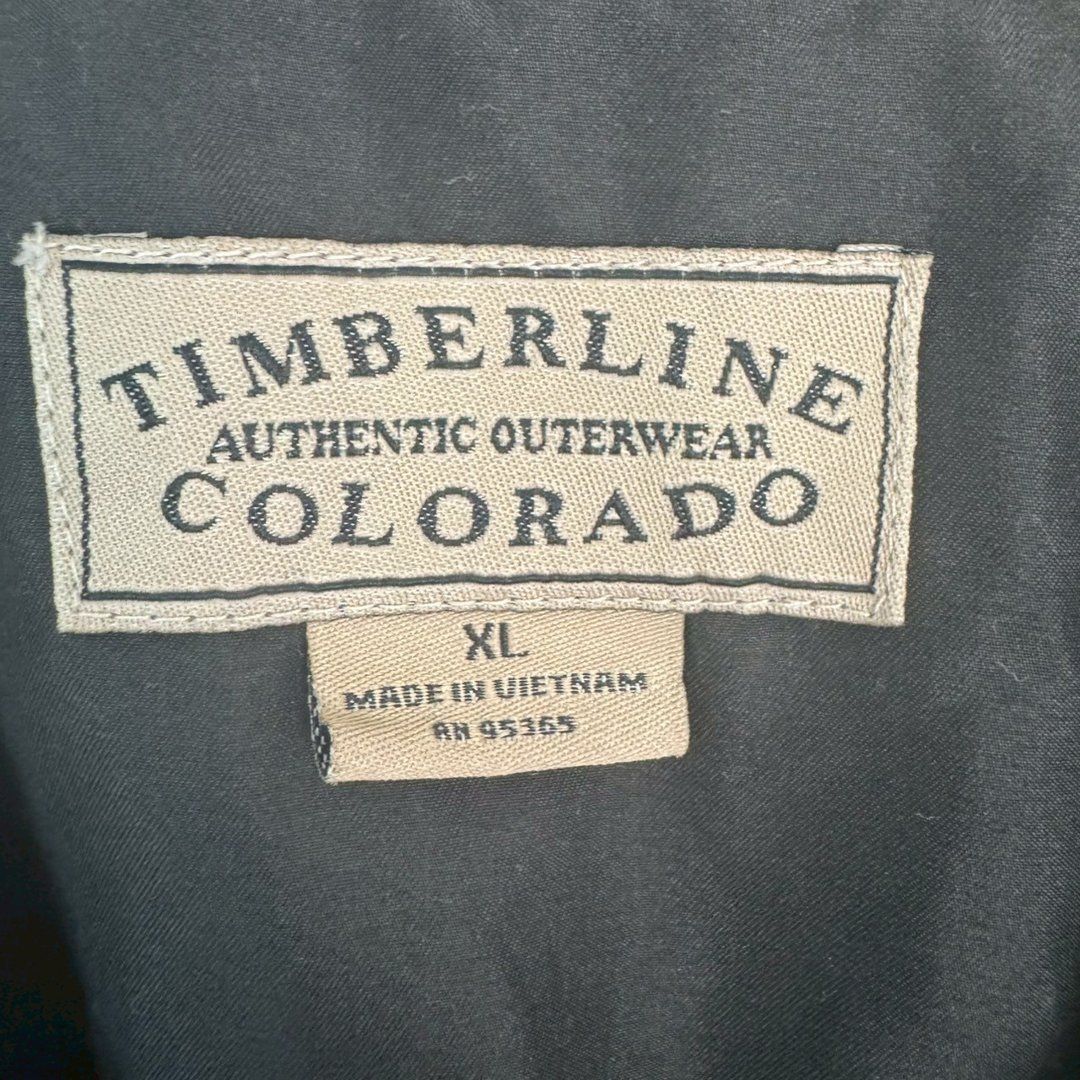 TIMBERLINE
AUTHENTIC OUTERWEAR
COLORADO
XL
MADE IN VIETNAM
RN 95365